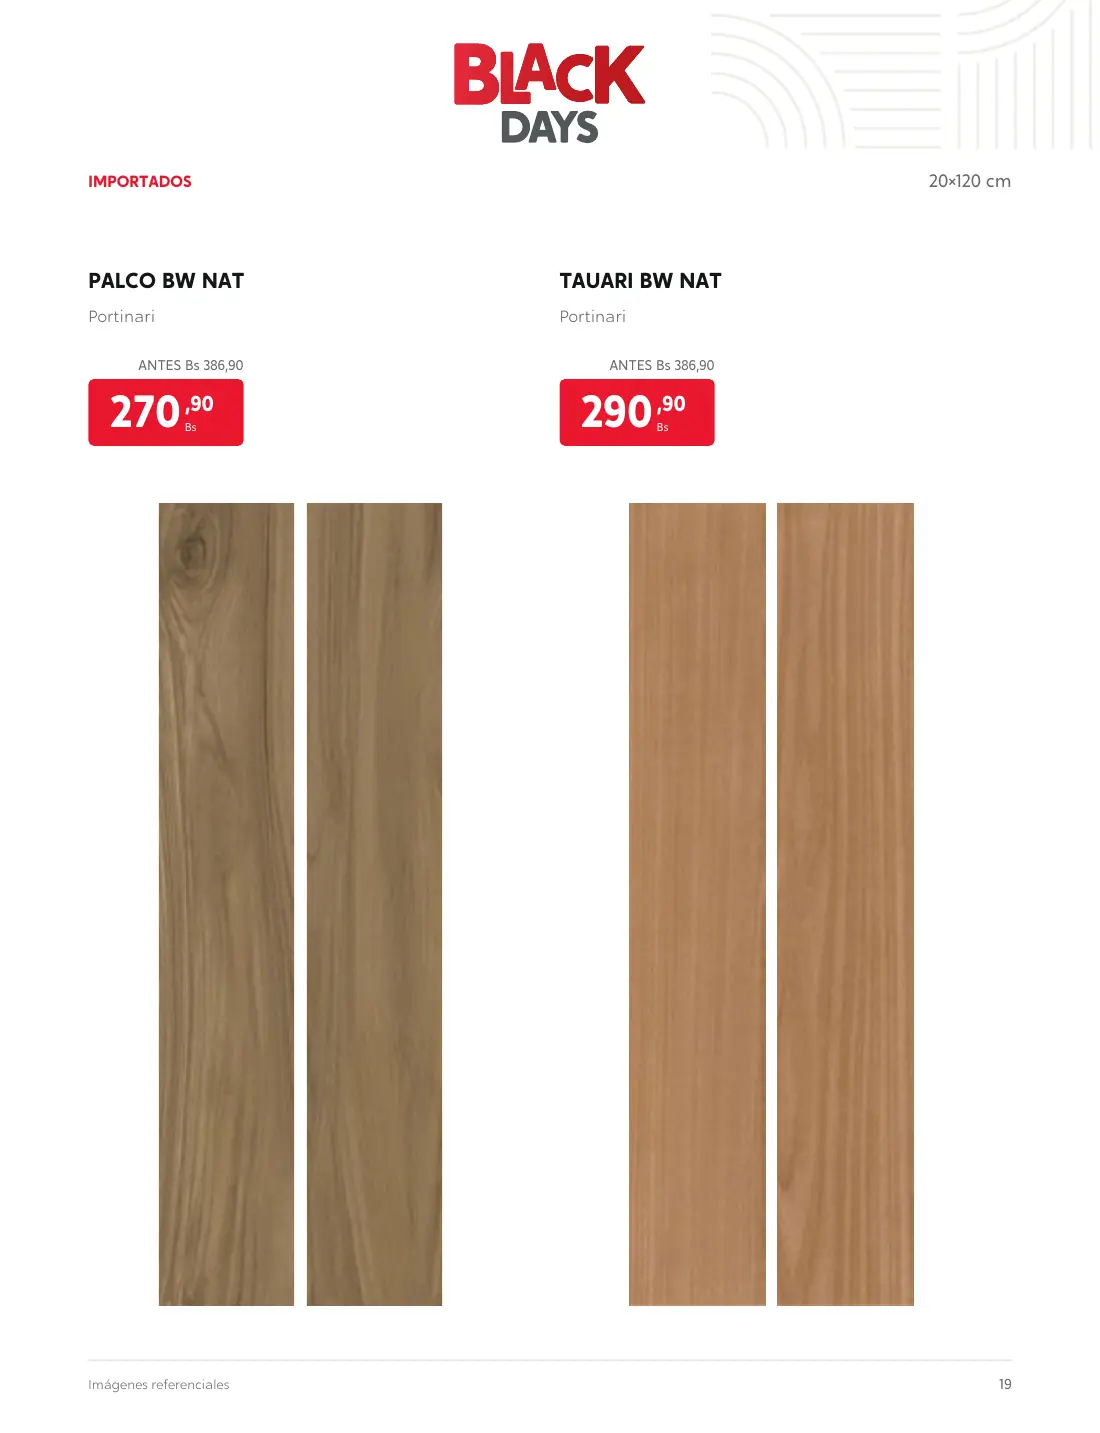 BLACK
DAYS
IMPORTADOS
20×120 cm
PALCO BW NAT
Portinari
ANTES Bs 386,90
270,90
Bs
TAUARI BW NAT
Portinari
ANTES Bs 386,90
290,90
Bs
Imágenes referenciales
19